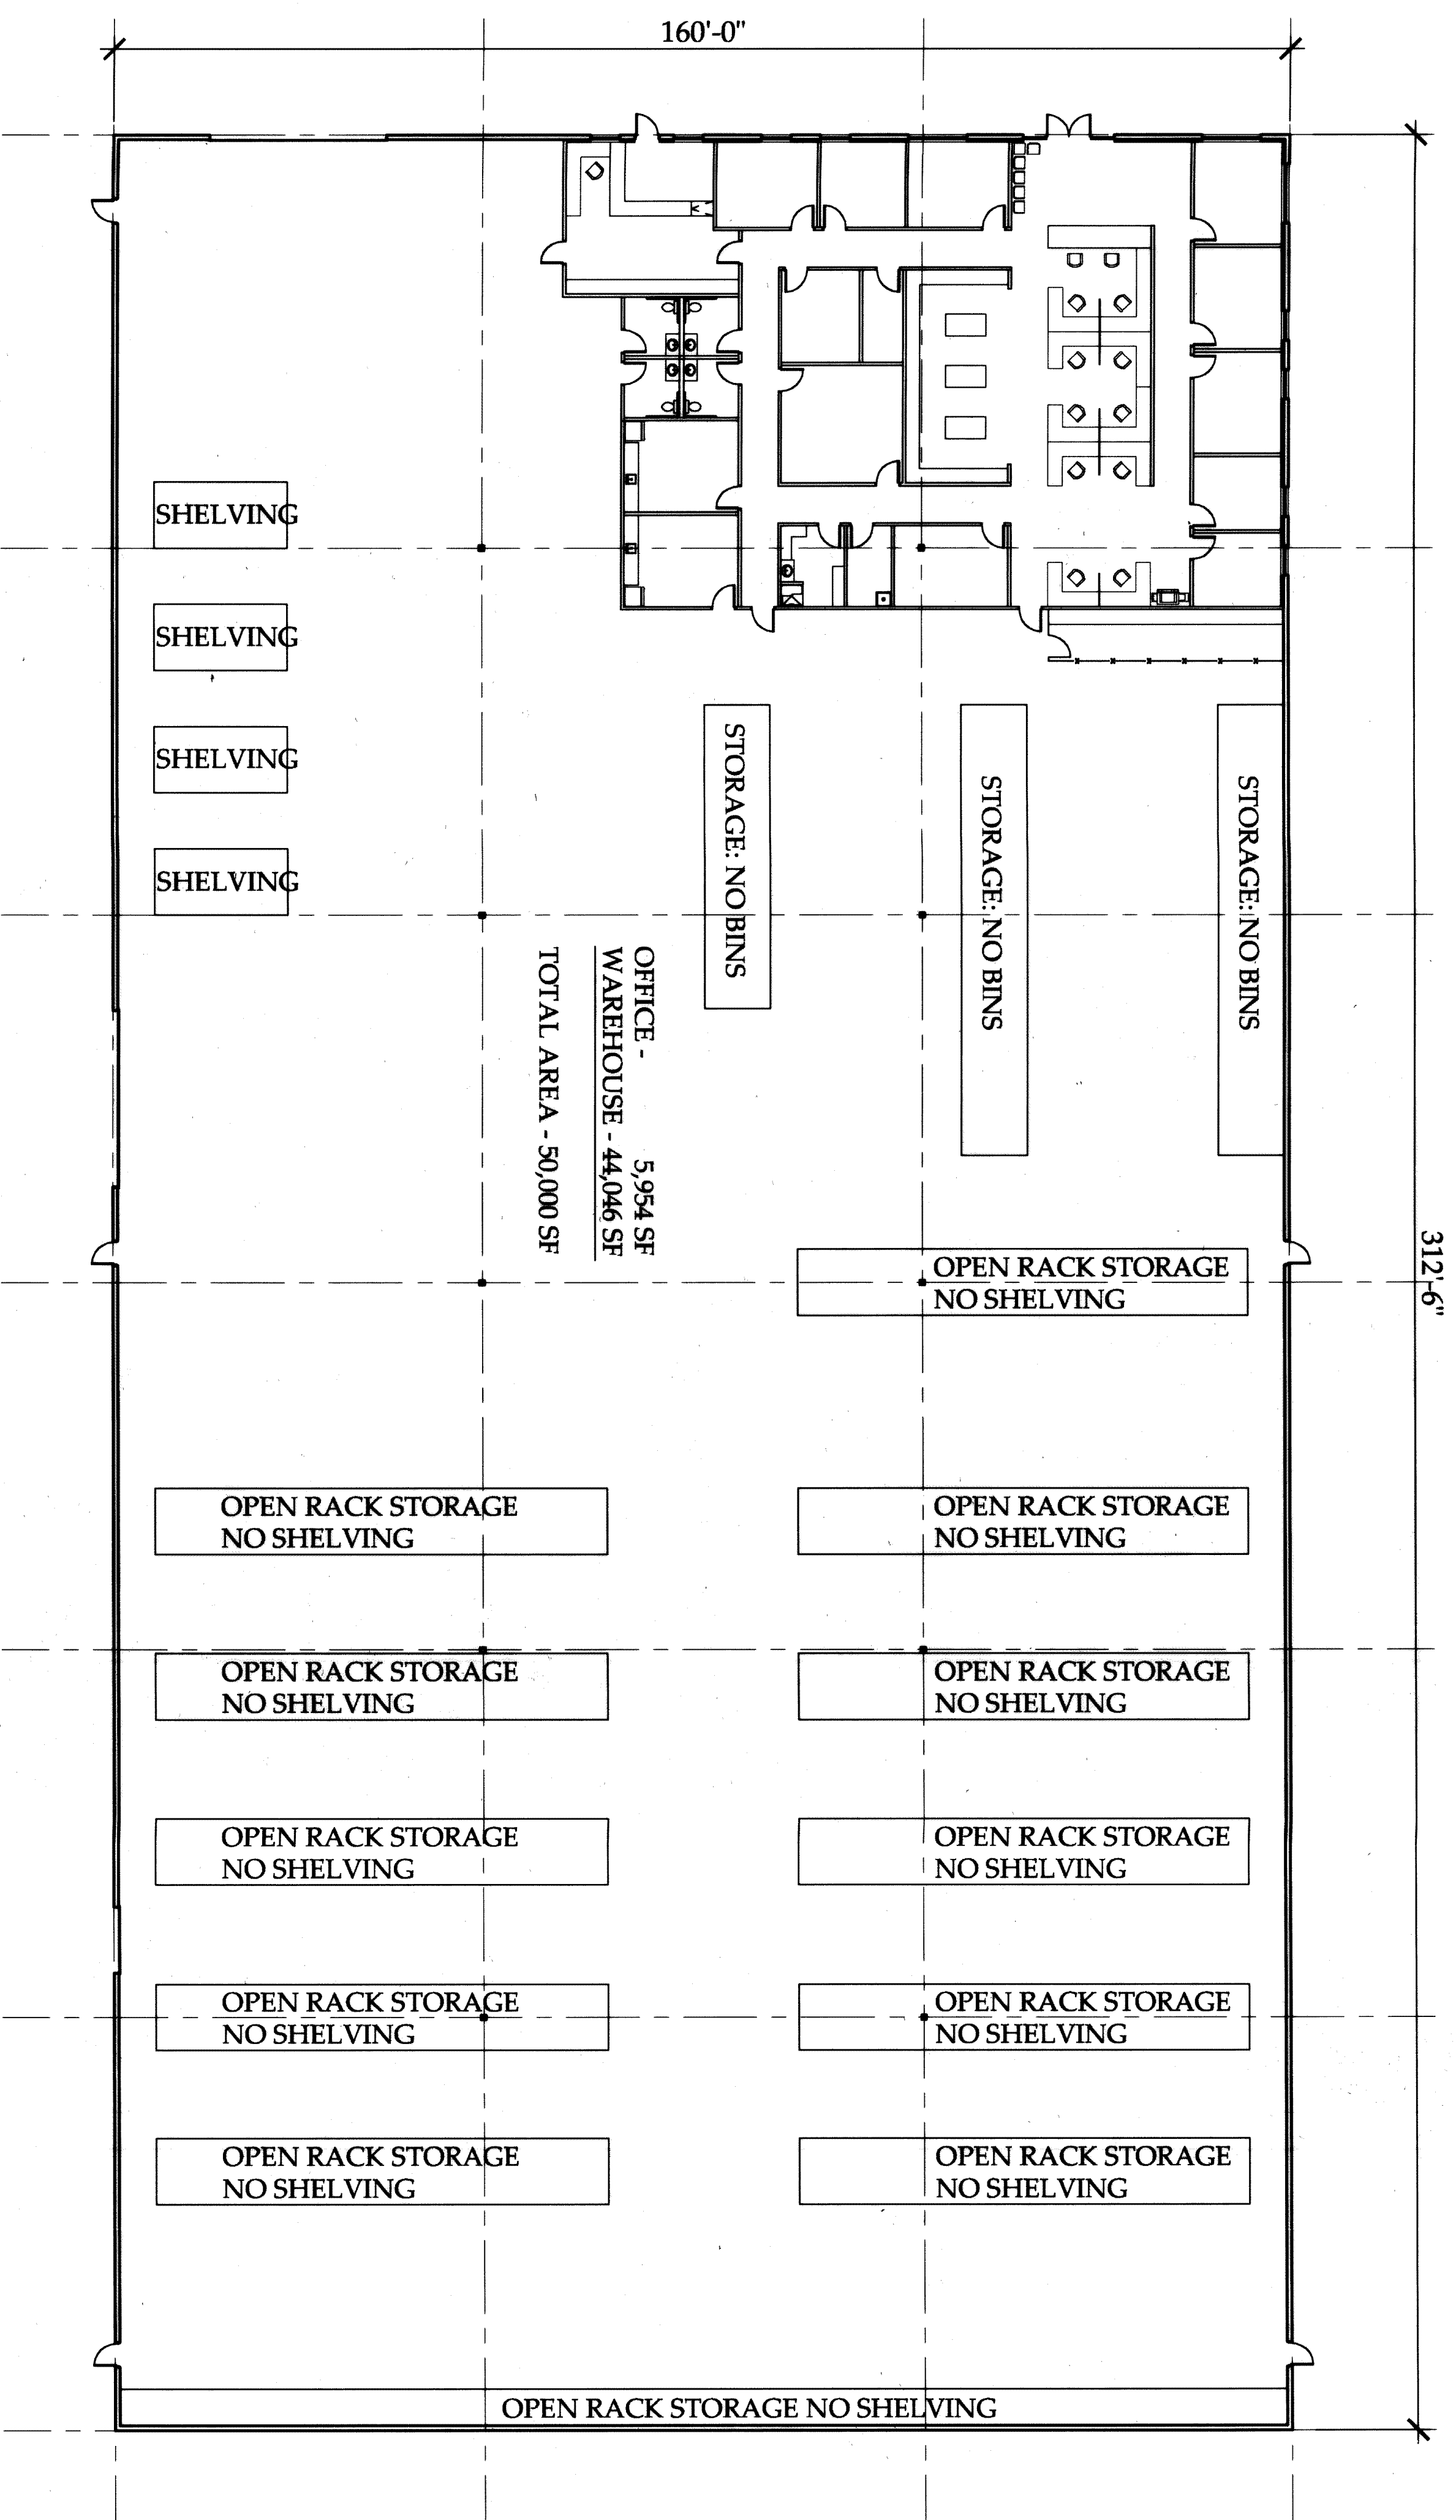 160'-0"
SHELVING
SHELVING
SHELVING
SHELVING
STORAGE: NO BINS
STORAGE: NO BINS
STORAGE: NO BINS
OFFICE - 5,954 SF
WAREHOUSE - 44,046 SF
TOTAL AREA - 50,000 SF
312'-6"
OPEN RACK STORAGE
NO SHELVING
OPEN RACK STORAGE
NO SHELVING
OPEN RACK STORAGE
NO SHELVING
OPEN RACK STORAGE
NO SHELVING
OPEN RACK STORAGE
NO SHELVING
OPEN RACK STORAGE
NO SHELVING
OPEN RACK STORAGE
NO SHELVING
OPEN RACK STORAGE
NO SHELVING
OPEN RACK STORAGE
NO SHELVING
OPEN RACK STORAGE
NO SHELVING
OPEN RACK STORAGE
NO SHELVING
OPEN RACK STORAGE NO SHELVING